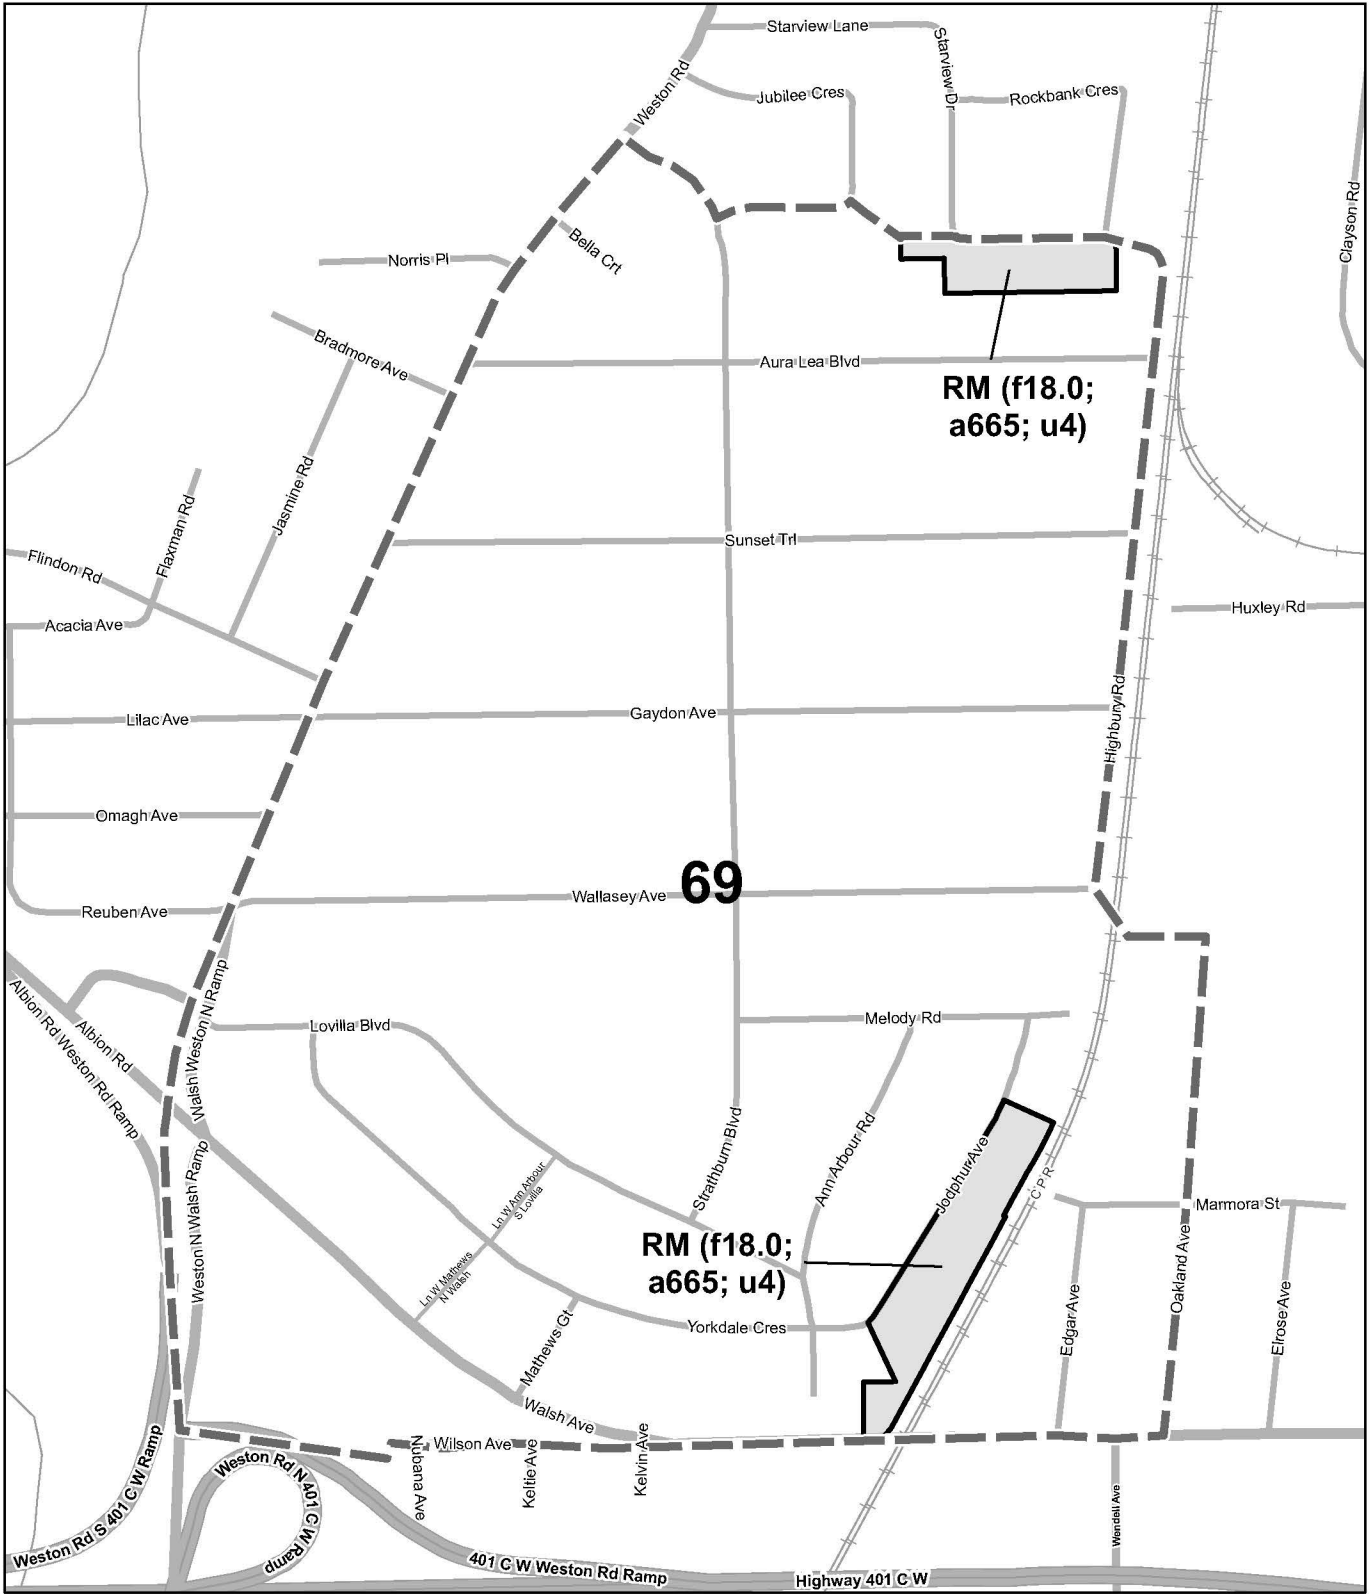 Starview Lane
Starview Dr
Weston Rd
Jubilee Cres
Rockbank Cres
Clayson Rd
Bella Crt
Norris Pl
Bradmore Ave
Aura Lea Blvd
RM (f18.0;
a665; u4)
Jasmine Rd
Flaxman Rd
Flindon Rd
Sunset Trl
Huxley Rd
Acacia Ave
Highbury Rd
Lilac Ave
Gaydon Ave
Omagh Ave
69
Wallasey Ave
Reuben Ave
Walsh Weston N Ramp
Albion Rd Weston Rd Ramp
Albion Rd
Lovilla Blvd
Melody Rd
Strathburn Blvd
Ann Arbour Rd
Jodphur Ave
C P R
Weston N Walsh Ramp
Ln W Ann Arbour
S Lovilla
Marmora St
RM (f18.0;
a665; u4)
Ln W Mathews
N Walsh
Oakland Ave
Edgar Ave
Elrose Ave
Yorkdale Cres
Mathews Gt
Walsh Ave
Wilson Ave
Nubana Ave
Keltie Ave
Kelvin Ave
Weston Rd S 401 C W Ramp
Weston Rd N 401 C W Ramp
Wendell Ave
401 C W Weston Rd Ramp
Highway 401 C W